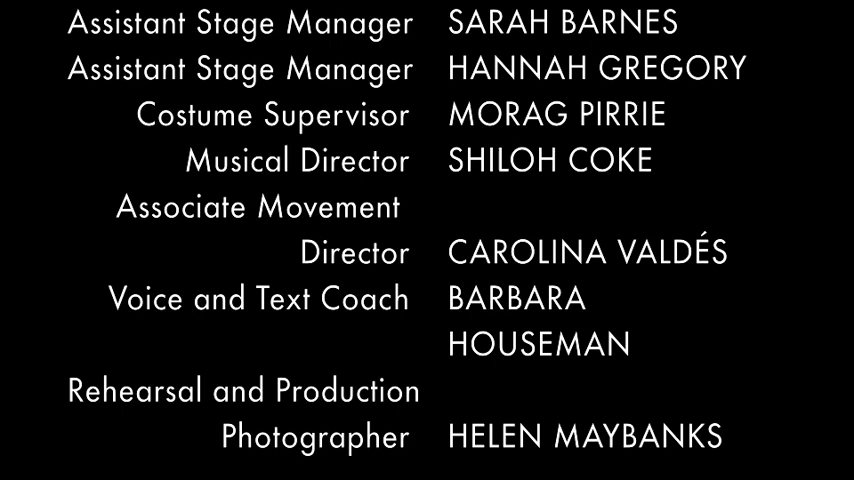 Assistant Stage Manager SARAH BARNES
Assistant Stage Manager HANNAH GREGORY
Costume Supervisor MORAG PIRRIE
Musical Director SHILOH COKE
Associate Movement
Director CAROLINA VALDÉS
Voice and Text Coach BARBARA
HOUSEMAN
Rehearsal and Production
Photographer HELEN MAYBANKS